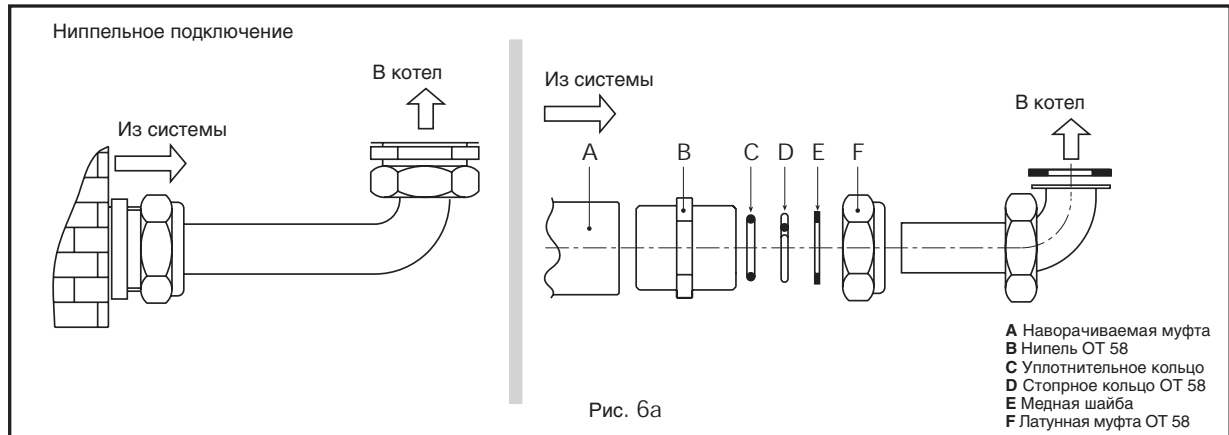 Ниппельное подключение
В котел
Из системы
Из системы
В котел
A B C D E F
A Наворачиваемая муфта
B Нипель ОТ 58
C Уплотнительное кольцо
D Стопрное кольцо ОТ 58
E Медная шайба
F Латунная муфта ОТ 58
Рис. 6а